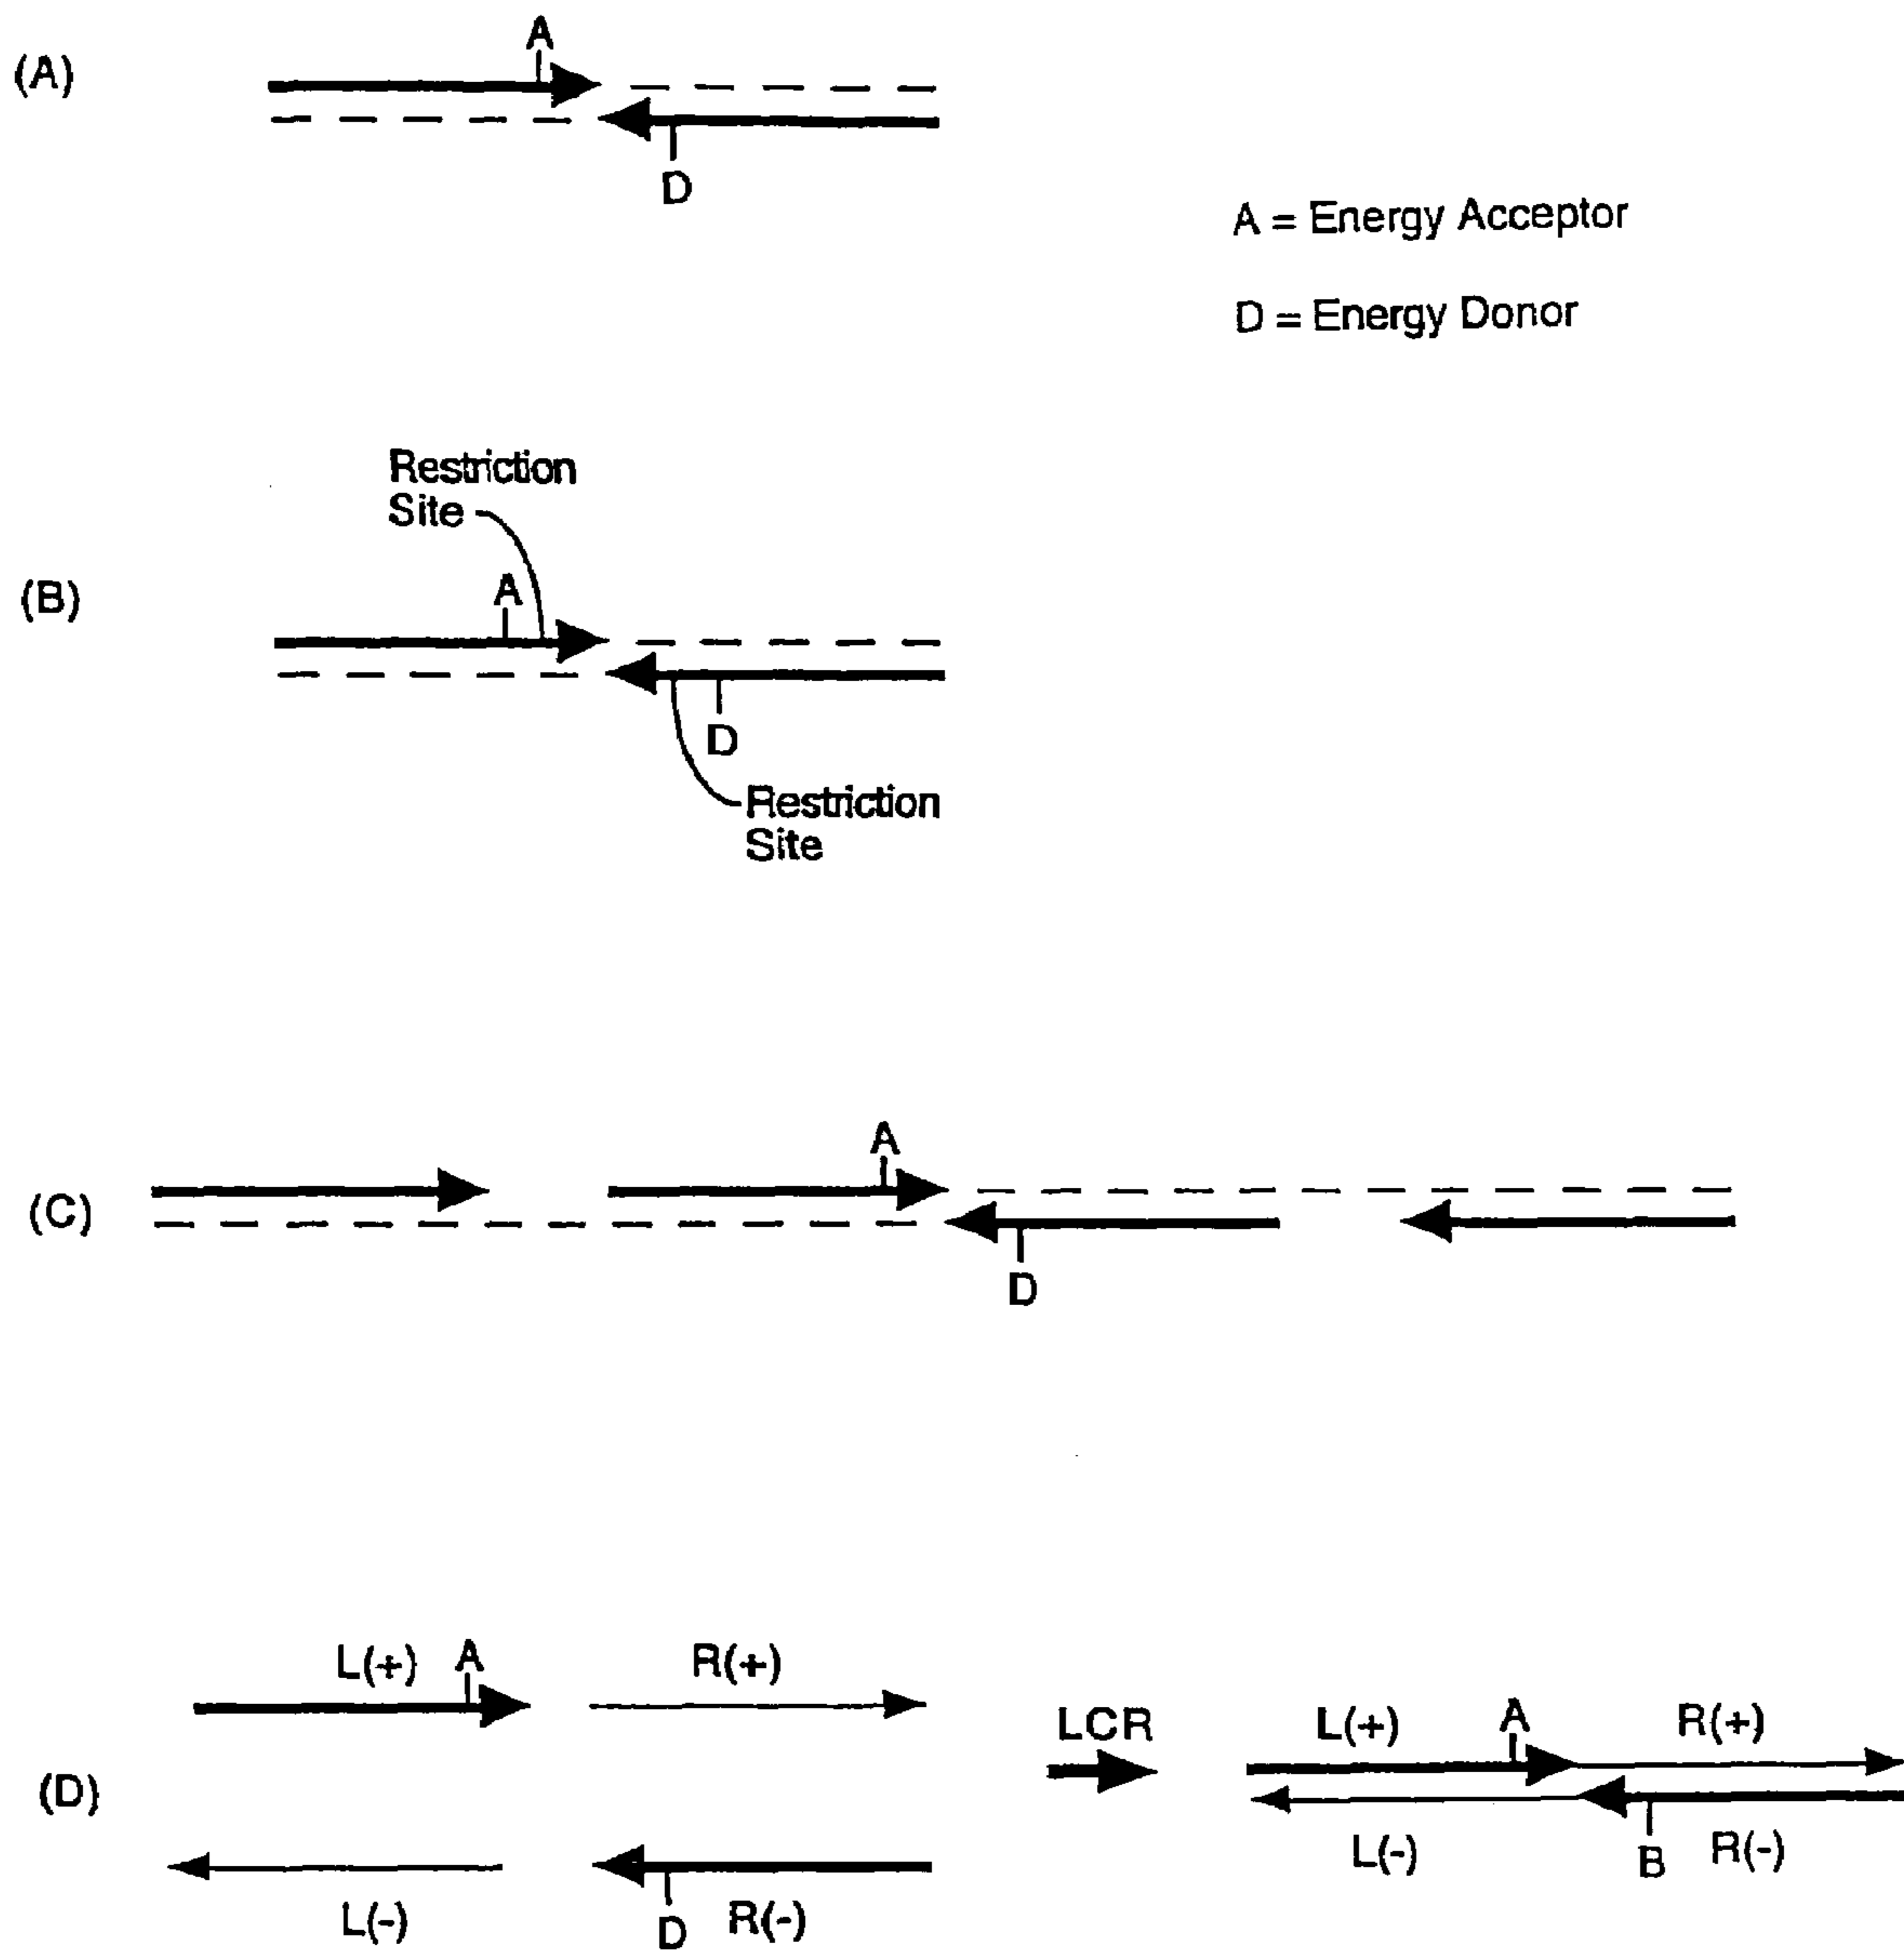 (A)
A
D
A = Energy Acceptor
D = Energy Donor
Restriction
Site
(B)
A
D
Restriction
Site
(C)
A
D
(D)
L(+) A R(+)
L(-) D R(-)
LCR
L(+) A R(+)
L(-) B R(-)